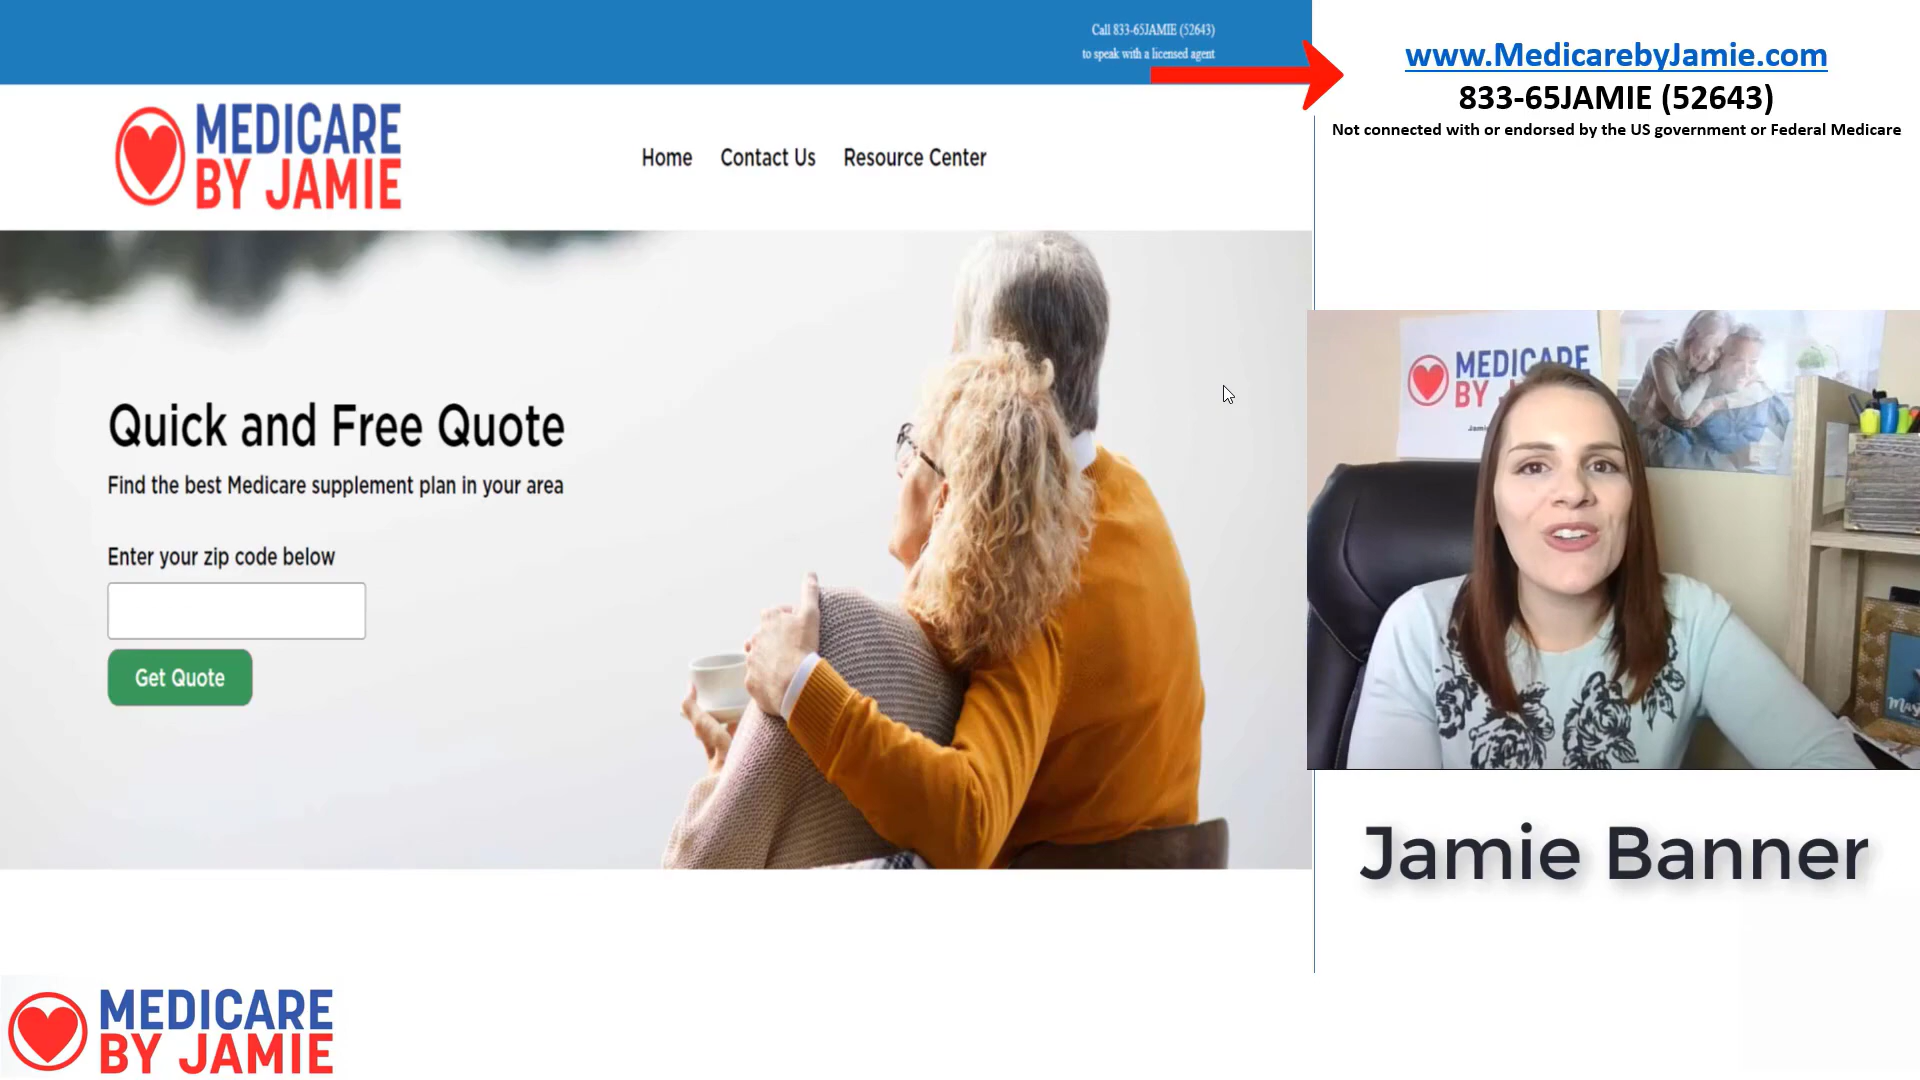 Call 833-65JAMIE (52643)
to speak with a licensed agent
www.MedicarebyJamie.com
833-65JAMIE (52643)
Not connected with or endorsed by the US government or Federal Medicare
MEDICARE
BY JAMIE
Home Contact Us Resource Center
Quick and Free Quote
Find the best Medicare supplement plan in your area
Enter your zip code below
Get Quote
MEDICARE
BY
Jamie Banner
MEDICARE
BY JAMIE